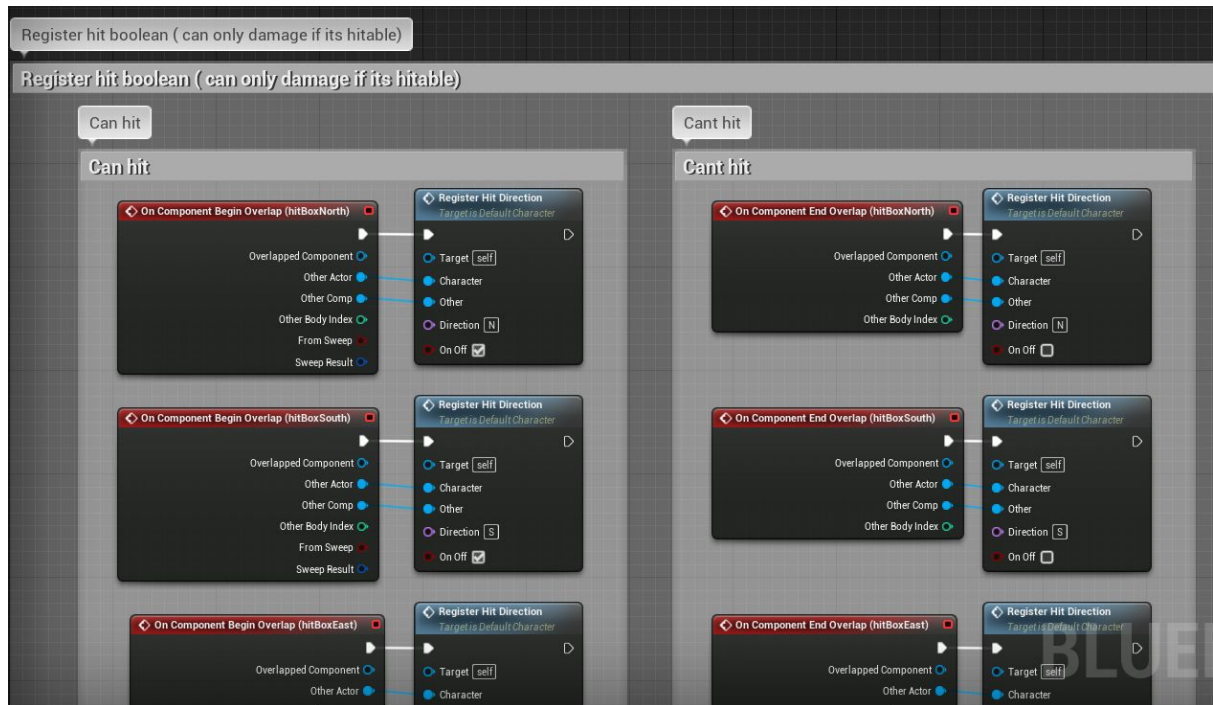 Register hit boolean ( can only damage if its hitable)
Register hit boolean ( can only damage if its hitable)
Can hit
Can hit
On Component Begin Overlap (hitBoxNorth)
Overlapped Component
Other Actor
Other Comp
Other Body Index
From Sweep
Sweep Result
Register Hit Direction
Target is Default Character
Target self
Character
Other
Direction N
On Off
On Component Begin Overlap (hitBoxSouth)
Overlapped Component
Other Actor
Other Comp
Other Body Index
From Sweep
Sweep Result
Register Hit Direction
Target is Default Character
Target self
Character
Other
Direction S
On Off
On Component Begin Overlap (hitBoxEast)
Overlapped Component
Other Actor
Register Hit Direction
Target is Default Character
Target self
Character
Cant hit
Cant hit
On Component End Overlap (hitBoxNorth)
Overlapped Component
Other Actor
Other Comp
Other Body Index
Register Hit Direction
Target is Default Character
Target self
Character
Other
Direction N
On Off
On Component End Overlap (hitBoxSouth)
Overlapped Component
Other Actor
Other Comp
Other Body Index
Register Hit Direction
Target is Default Character
Target self
Character
Other
Direction S
On Off
On Component End Overlap (hitBoxEast)
Overlapped Component
Other Actor
Register Hit Direction
Target is Default Character
Target self
Character